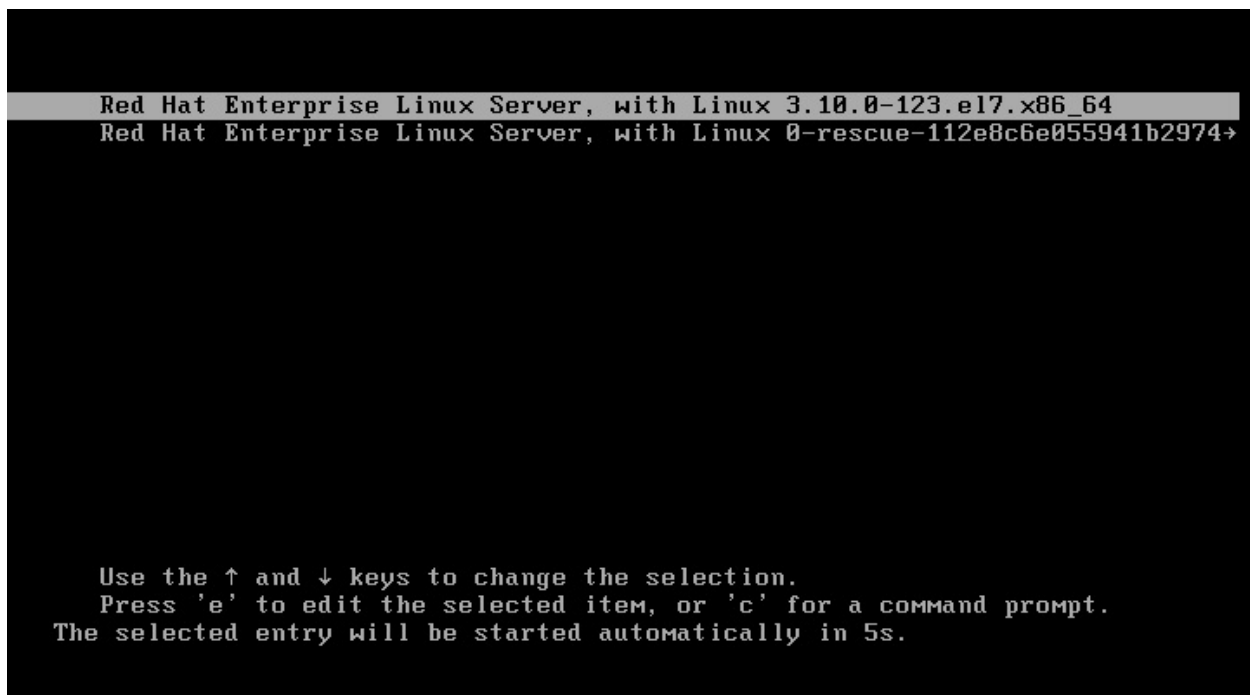 Red Hat Enterprise Linux Server, with Linux 3.10.0-123.el7.x86_64
Red Hat Enterprise Linux Server, with Linux 0-rescue-112e8c6e055941b2974→
Use the ↑ and ↓ keys to change the selection.
Press 'e' to edit the selected item, or 'c' for a command prompt.
The selected entry will be started automatically in 5s.